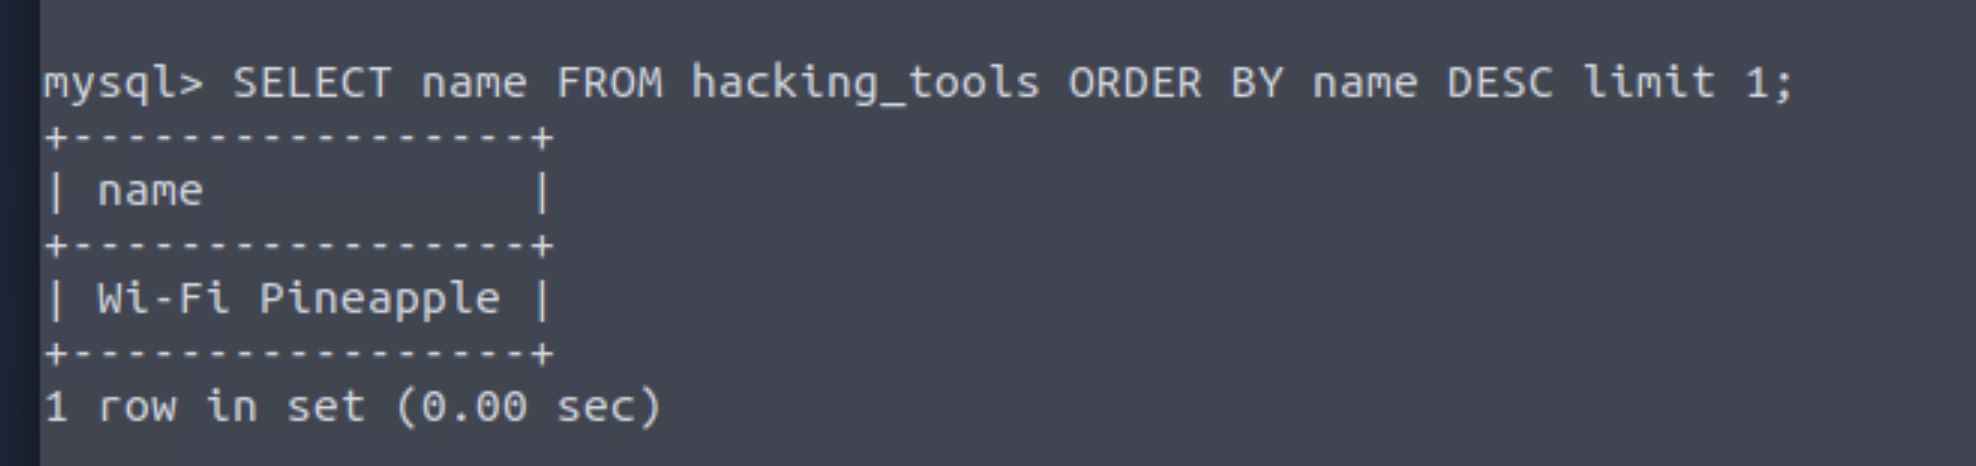 mysql> SELECT name FROM hacking_tools ORDER BY name DESC limit 1;
+-----------------+
| name            |
+-----------------+
| Wi-Fi Pineapple |
+-----------------+
1 row in set (0.00 sec)